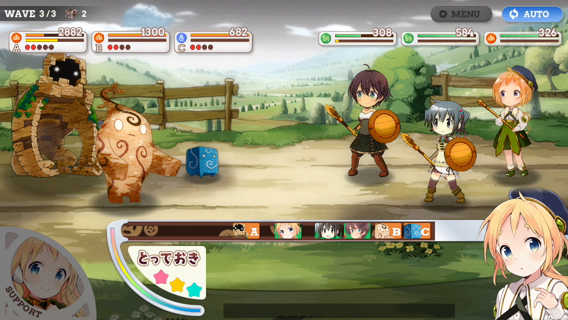 WAVE 3/3 2
MENU
AUTO
2882
1300
682
308
584
326
A
B
C
A
B
C
とっておき
SUPPORT